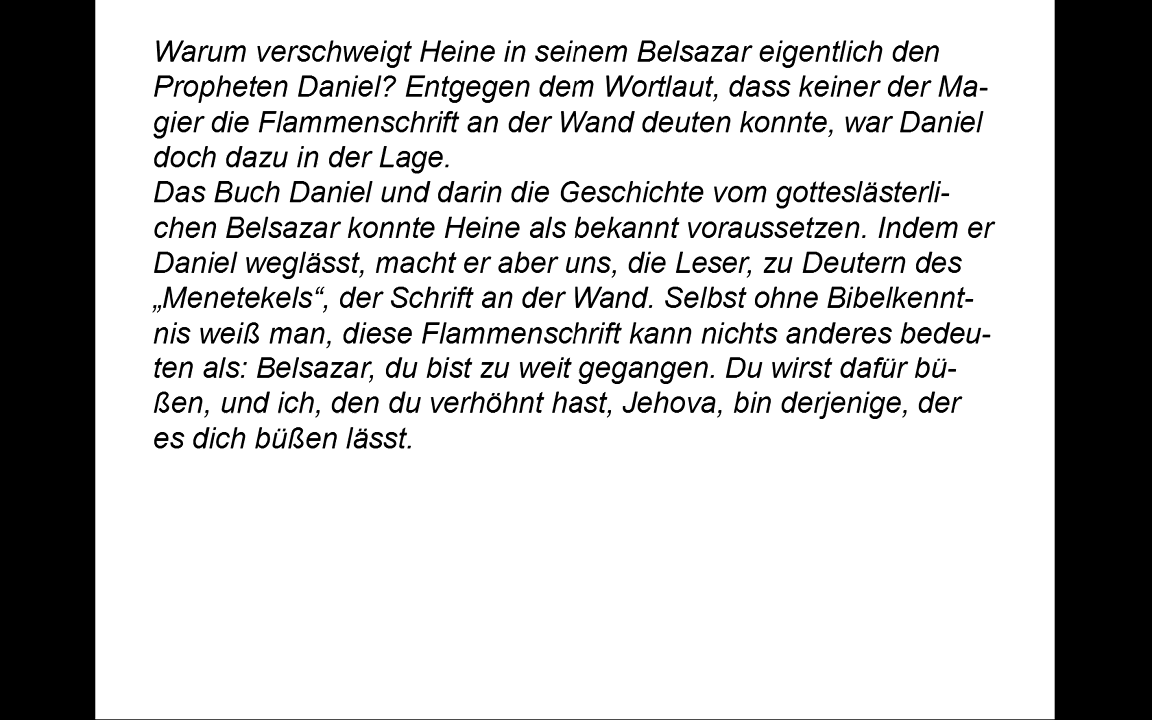 Warum verschweigt Heine in seinem Belsazar eigentlich den
Propheten Daniel? Entgegen dem Wortlaut, dass keiner der Ma-
gier die Flammenschrift an der Wand deuten konnte, war Daniel
doch dazu in der Lage.
Das Buch Daniel und darin die Geschichte vom gotteslästerli-
chen Belsazar konnte Heine als bekannt voraussetzen. Indem er
Daniel weglässt, macht er aber uns, die Leser, zu Deutern des
„Menetekels“, der Schrift an der Wand. Selbst ohne Bibelkennt-
nis weiß man, diese Flammenschrift kann nichts anderes bedeu-
ten als: Belsazar, du bist zu weit gegangen. Du wirst dafür bü-
ßen, und ich, den du verhöhnt hast, Jehova, bin derjenige, der
es dich büßen lässt.